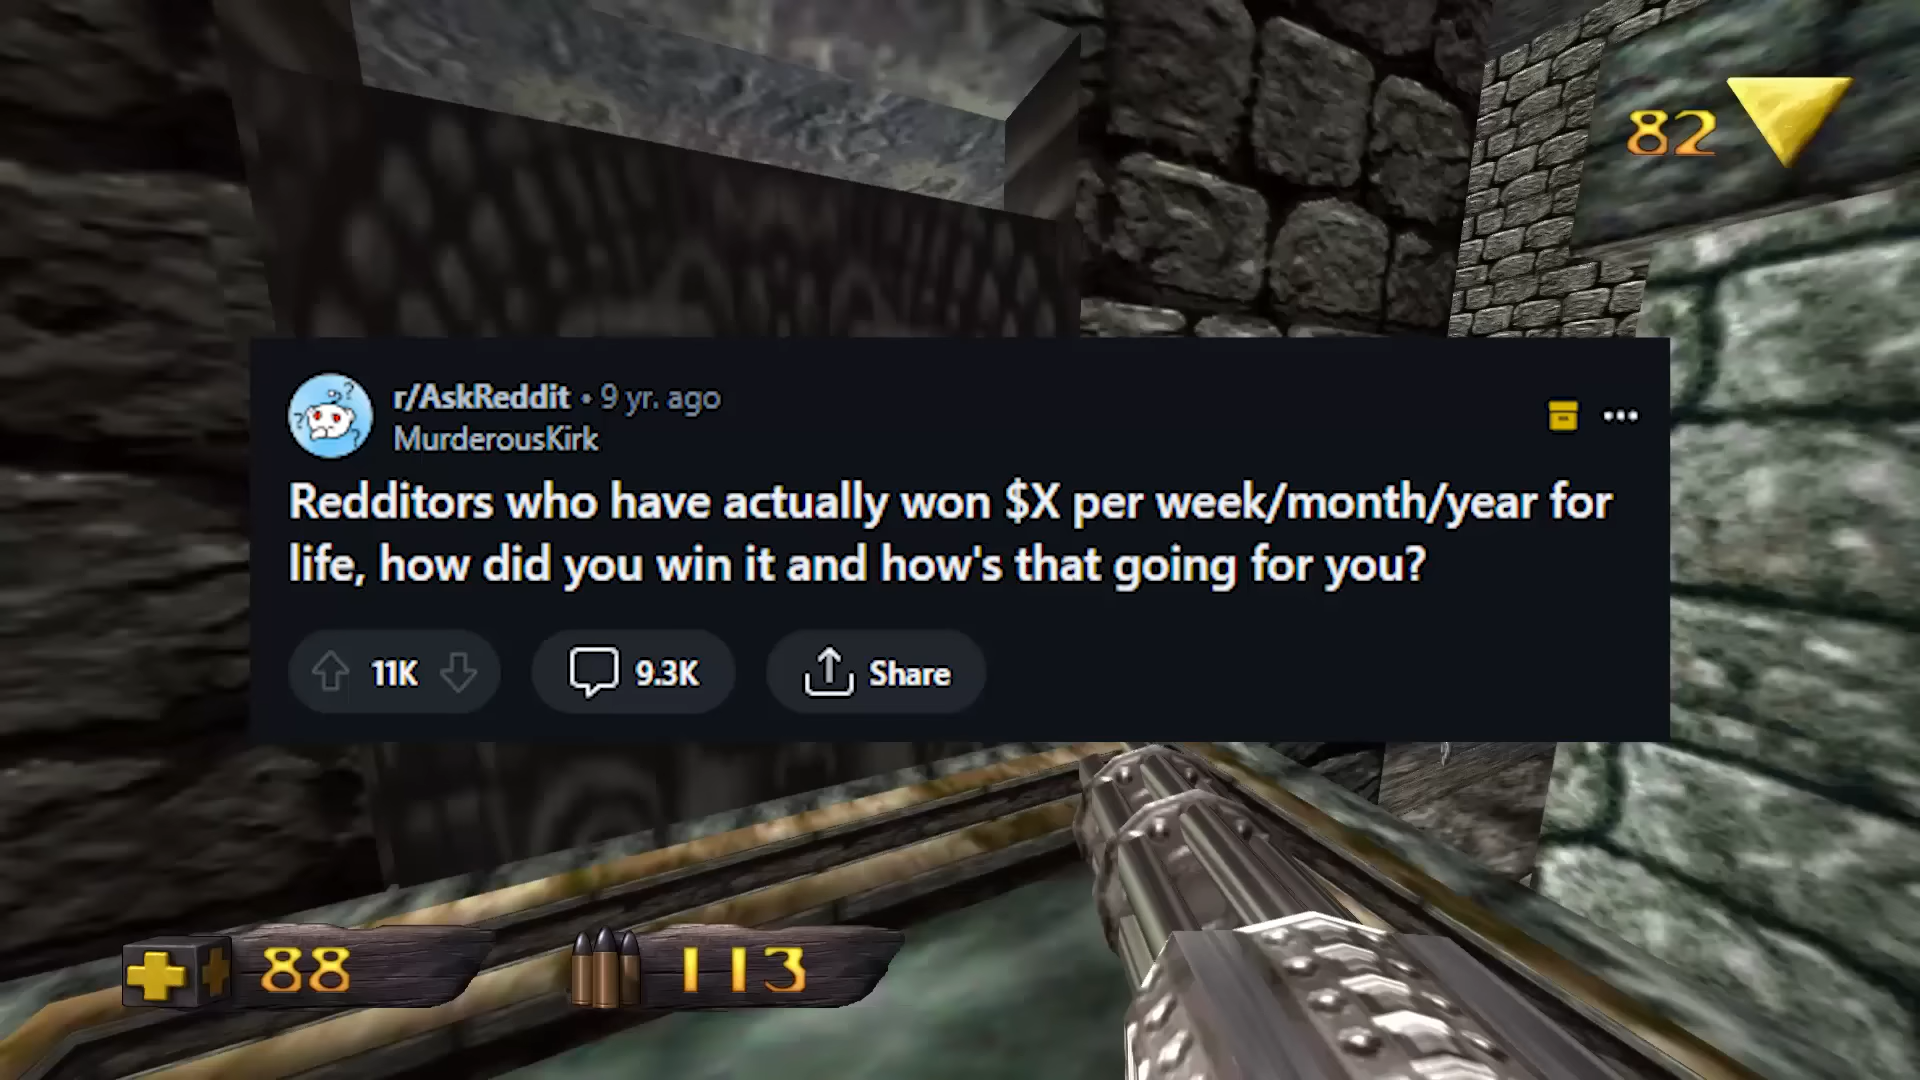 82
r/AskReddit • 9 yr. ago
MurderousKirk
Redditors who have actually won $X per week/month/year for
life, how did you win it and how's that going for you?
11K 9.3K Share
88 113